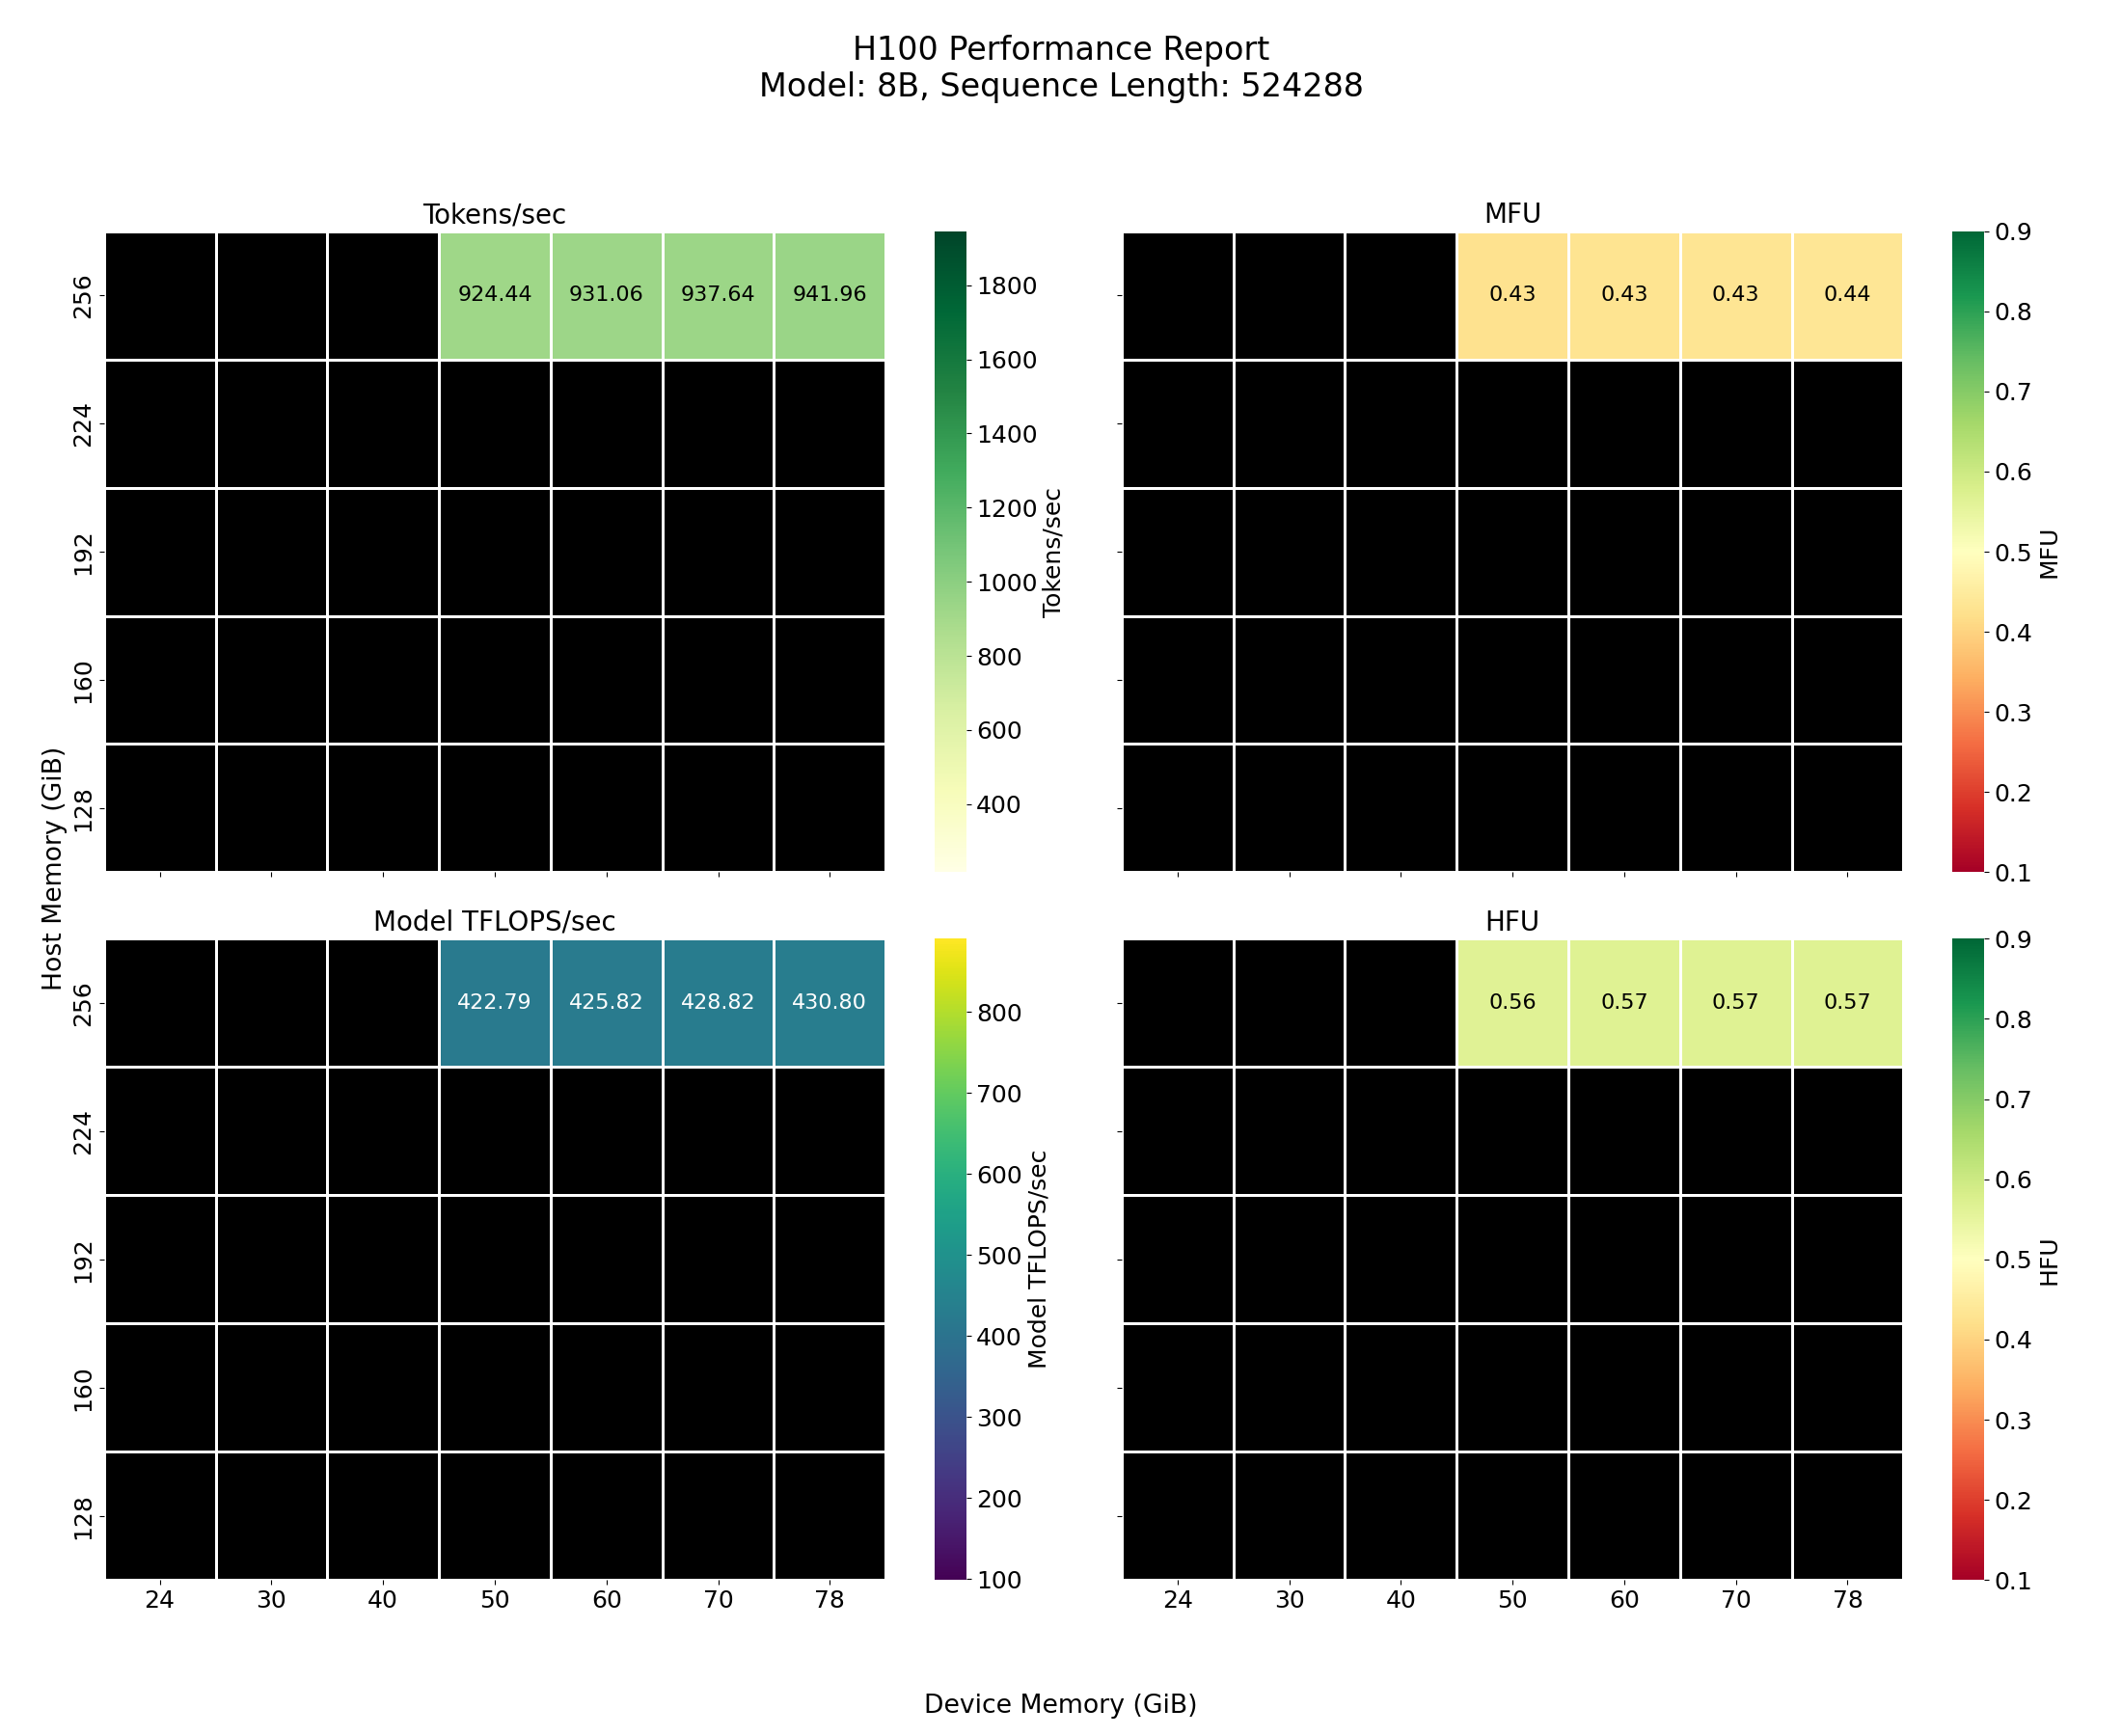 H100 Performance Report
Model: 8B, Sequence Length: 524288
Tokens/sec
256
224
192
160
128
924.44 931.06 937.64 941.96
1800
1600
1400
1200
1000
800
600
400
Tokens/sec
MFU
0.43 0.43 0.43 0.44
0.9
0.8
0.7
0.6
0.5
0.4
0.3
0.2
0.1
MFU
Host Memory (GiB)
Model TFLOPS/sec
256
224
192
160
128
422.79 425.82 428.82 430.80
24 30 40 50 60 70 78
800
700
600
500
400
300
200
100
Model TFLOPS/sec
HFU
0.56 0.57 0.57 0.57
24 30 40 50 60 70 78
0.9
0.8
0.7
0.6
0.5
0.4
0.3
0.2
0.1
HFU
Device Memory (GiB)